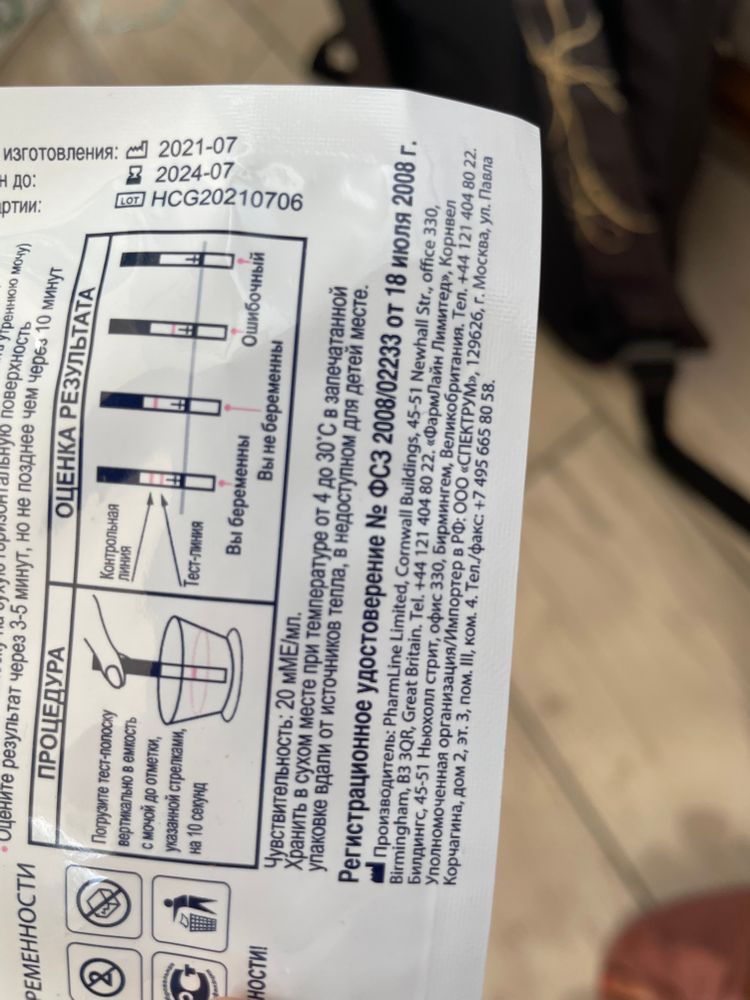 изготовления: 2021-07
до: 2024-07
LOT HCG20210706
утреннюю мочу)
горизонтальную поверхность
• Оцените результат через 3-5 минут, но не позднее чем через 10 минут
ПРОЦЕДУРА
Погрузите тест-полоску
вертикально в емкость
с мочой до отметки,
указанной стрелками,
на 10 секунд
ОЦЕНКА РЕЗУЛЬТАТА
Контрольная
линия
Тест-линия
Вы беременны
Вы не беременны
Ошибочный
Чувствительность: 20 мМЕ/мл.
Хранить в сухом месте при температуре от 4 до 30°С в запечатанной
упаковке вдали от источников тепла, в недоступном для детей месте.
Регистрационное удостоверение № ФСЗ 2008/02233 от 18 июля 2008 г.
Производитель: PharmLine Limited, Cornwall Buildings, 45-51 Newhall Str., office 330,
Birmingham, B3 3QR, Great Britain. Tel. +44 121 404 80 22. «ФармЛайн Лимитед», Корнвел
Билдингс, 45-51 Ньюхолл стрит, офис 330, Бирмингем, Великобритания. Тел. +44 121 404 80 22.
Уполномоченная организация/Импортер в РФ: ООО «СПЕКТРУМ», 129626, г. Москва, ул. Павла
Корчагина, дом 2, эт. 3, пом. III, ком. 4. Тел./факс: +7 495 665 80 58.
2